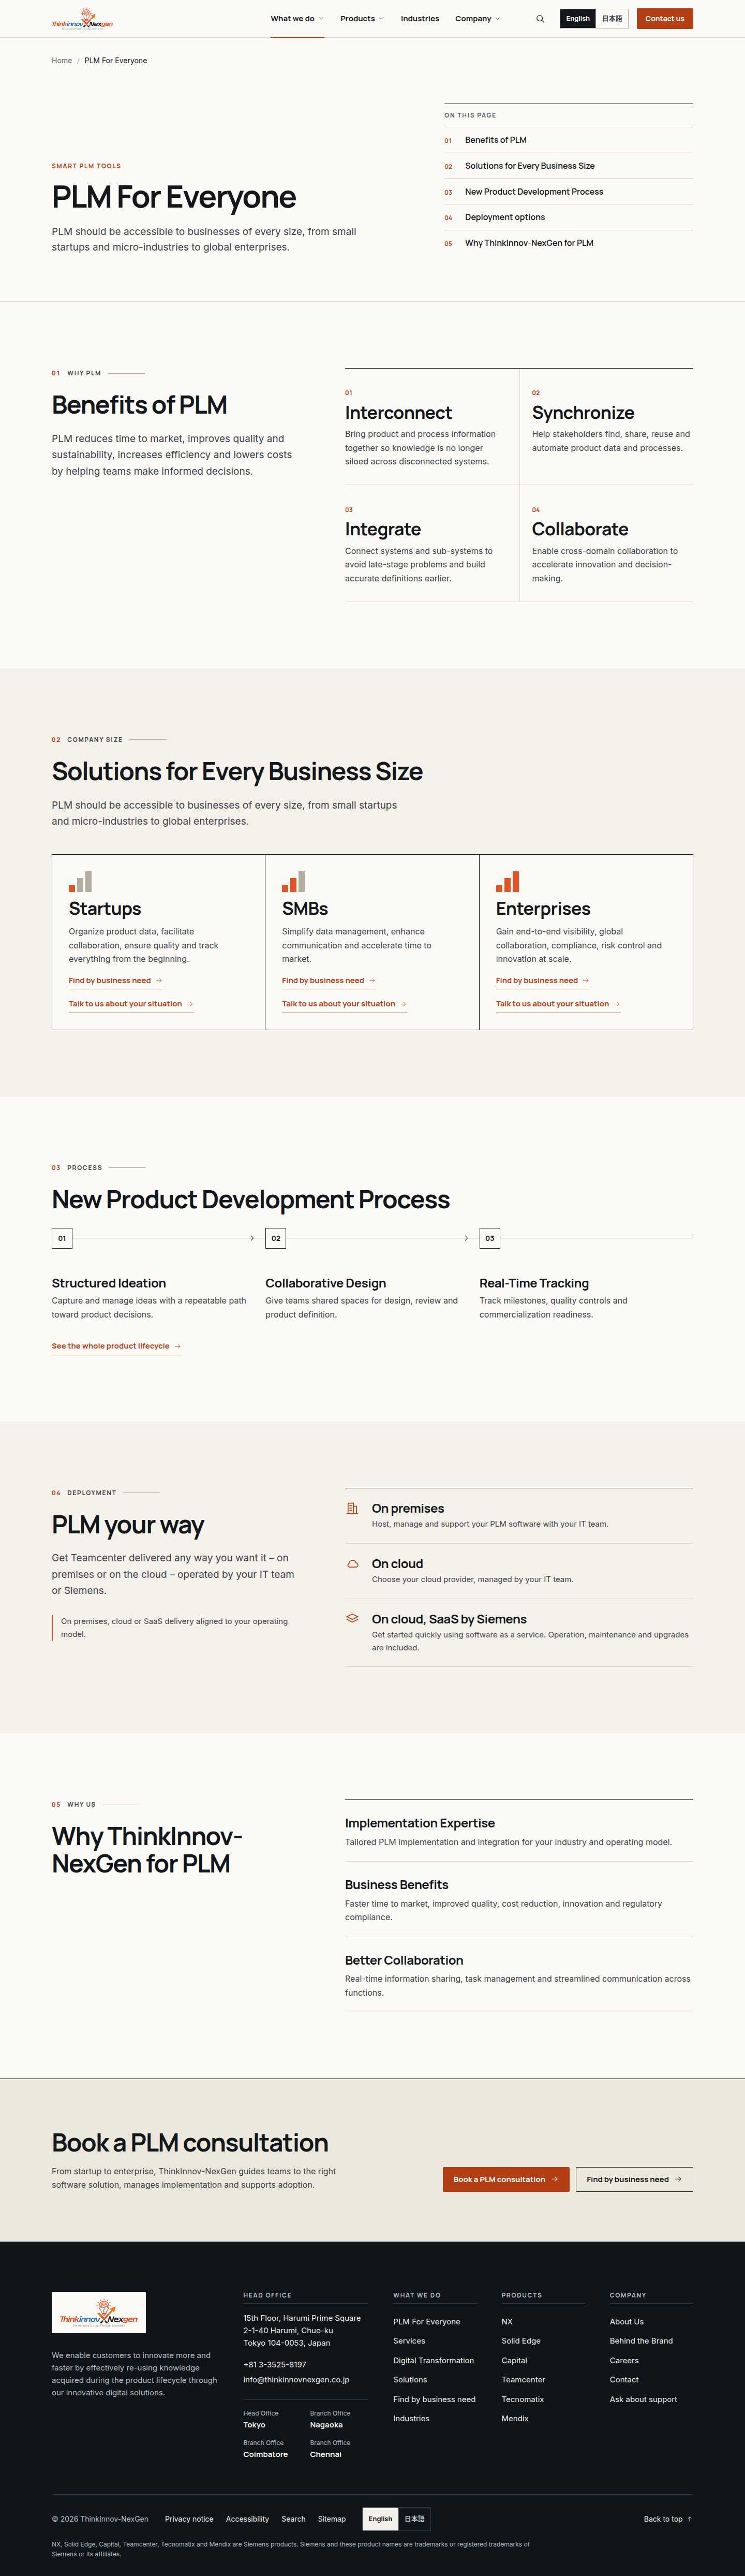 ThinkInnov Nexgen
What we do
Products
Industries
Company
English
日本語
Contact us
Home / PLM For Everyone
ON THIS PAGE
01 Benefits of PLM
02 Solutions for Every Business Size
03 New Product Development Process
04 Deployment options
05 Why ThinkInnov-NexGen for PLM
SMART PLM TOOLS
PLM For Everyone
PLM should be accessible to businesses of every size, from small
startups and micro-industries to global enterprises.
01 WHY PLM
Benefits of PLM
PLM reduces time to market, improves quality and
sustainability, increases efficiency and lowers costs
by helping teams make informed decisions.
01
Interconnect
Bring product and process information
together so knowledge is no longer
siloed across disconnected systems.
02
Synchronize
Help stakeholders find, share, reuse and
automate product data and processes.
03
Integrate
Connect systems and sub-systems to
avoid late-stage problems and build
accurate definitions earlier.
04
Collaborate
Enable cross-domain collaboration to
accelerate innovation and decision-
making.
02 COMPANY SIZE
Solutions for Every Business Size
PLM should be accessible to businesses of every size, from small startups
and micro-industries to global enterprises.
Startups
Organize product data, facilitate
collaboration, ensure quality and track
everything from the beginning.
Find by business need →
Talk to us about your situation →
SMBs
Simplify data management, enhance
communication and accelerate time to
market.
Find by business need →
Talk to us about your situation →
Enterprises
Gain end-to-end visibility, global
collaboration, compliance, risk control and
innovation at scale.
Find by business need →
Talk to us about your situation →
03 PROCESS
New Product Development Process
01
02
03
Structured Ideation
Capture and manage ideas with a repeatable path
toward product decisions.
Collaborative Design
Give teams shared spaces for design, review and
product definition.
Real-Time Tracking
Track milestones, quality controls and
commercialization readiness.
See the whole product lifecycle →
04 DEPLOYMENT
PLM your way
Get Teamcenter delivered any way you want it – on
premises or on the cloud – operated by your IT team
or Siemens.
On premises, cloud or SaaS delivery aligned to your operating
model.
On premises
Host, manage and support your PLM software with your IT team.
On cloud
Choose your cloud provider, managed by your IT team.
On cloud, SaaS by Siemens
Get started quickly using software as a service. Operation, maintenance and upgrades
are included.
05 WHY US
Why ThinkInnov-
NexGen for PLM
Implementation Expertise
Tailored PLM implementation and integration for your industry and operating model.
Business Benefits
Faster time to market, improved quality, cost reduction, innovation and regulatory
compliance.
Better Collaboration
Real-time information sharing, task management and streamlined communication across
functions.
Book a PLM consultation
From startup to enterprise, ThinkInnov-NexGen guides teams to the right
software solution, manages implementation and supports adoption.
Book a PLM consultation →
Find by business need →
ThinkInnov Nexgen
We enable customers to innovate more and
faster by effectively re-using knowledge
acquired during the product lifecycle through
our innovative digital solutions.
HEAD OFFICE
15th Floor, Harumi Prime Square
2-1-40 Harumi, Chuo-ku
Tokyo 104-0053, Japan
+81 3-3525-8197
info@thinkinnovnexgen.co.jp
Head Office
Tokyo
Branch Office
Nagaoka
Branch Office
Coimbatore
Branch Office
Chennai
WHAT WE DO
PLM For Everyone
Services
Digital Transformation
Solutions
Find by business need
Industries
PRODUCTS
NX
Solid Edge
Capital
Teamcenter
Tecnomatix
Mendix
COMPANY
About Us
Behind the Brand
Careers
Contact
Ask about support
© 2026 ThinkInnov-NexGen
Privacy notice
Accessibility
Search
Sitemap
English
日本語
Back to top ↑
NX, Solid Edge, Capital, Teamcenter, Tecnomatix and Mendix are Siemens products. Siemens and these product names are trademarks or registered trademarks of
Siemens or its affiliates.